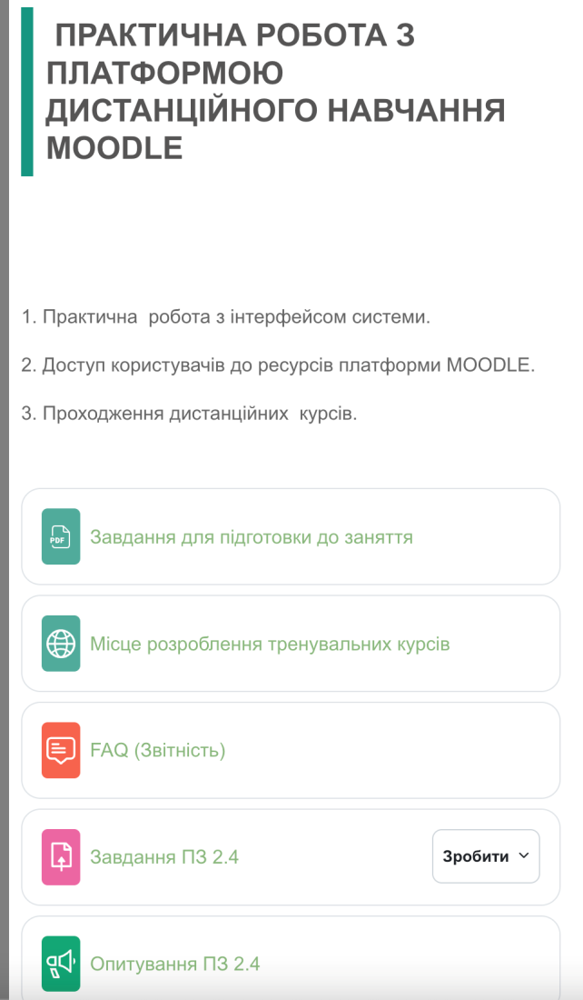 ПРАКТИЧНА РОБОТА З
ПЛАТФОРМОЮ
ДИСТАНЦІЙНОГО НАВЧАННЯ
MOODLE
1. Практична робота з інтерфейсом системи.
2. Доступ користувачів до ресурсів платформи MOODLE.
3. Проходження дистанційних курсів.
PDF
Завдання для підготовки до заняття
Місце розроблення тренувальних курсів
FAQ (Звітність)
Завдання ПЗ 2.4
Зробити
Опитування ПЗ 2.4